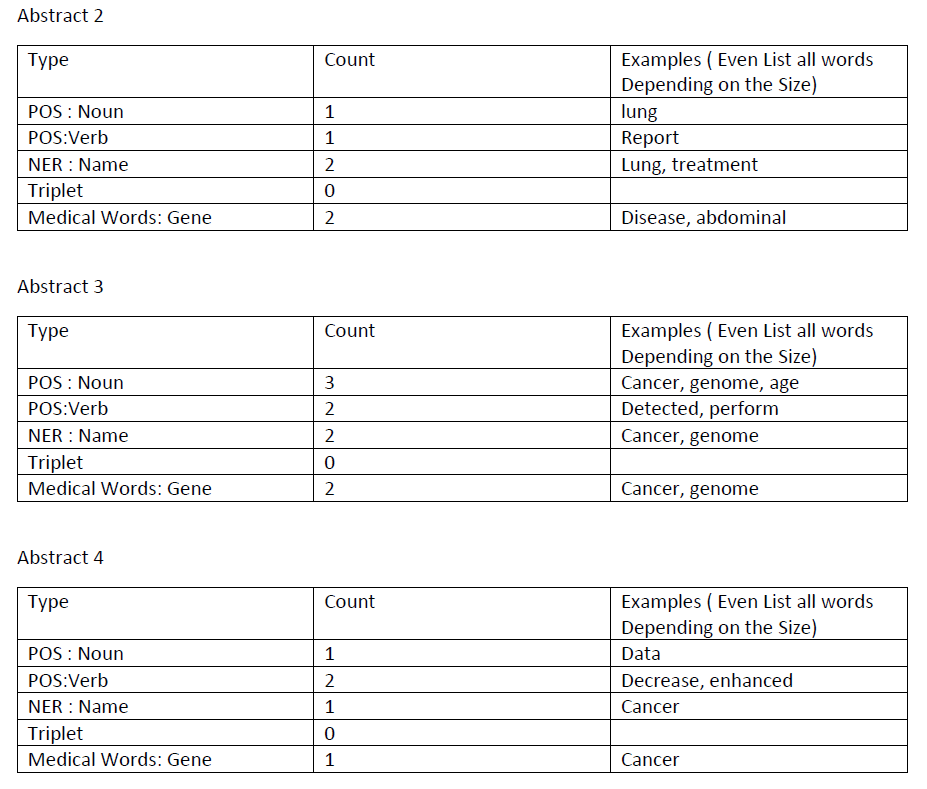 Abstract 2
Type Count Examples ( Even List all words
Depending on the Size)
POS : Noun 1 lung
POS:Verb 1 Report
NER : Name 2 Lung, treatment
Triplet 0
Medical Words: Gene 2 Disease, abdominal
Abstract 3
Type Count Examples ( Even List all words
Depending on the Size)
POS : Noun 3 Cancer, genome, age
POS:Verb 2 Detected, perform
NER : Name 2 Cancer, genome
Triplet 0
Medical Words: Gene 2 Cancer, genome
Abstract 4
Type Count Examples ( Even List all words
Depending on the Size)
POS : Noun 1 Data
POS:Verb 2 Decrease, enhanced
NER : Name 1 Cancer
Triplet 0
Medical Words: Gene 1 Cancer